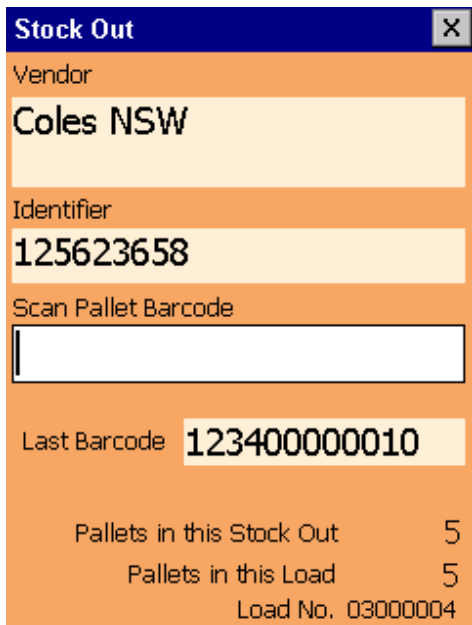 Stock Out
Vendor
Coles NSW
Identifier
125623658
Scan Pallet Barcode
Last Barcode 123400000010
Pallets in this Stock Out 5
Pallets in this Load 5
Load No. 03000004